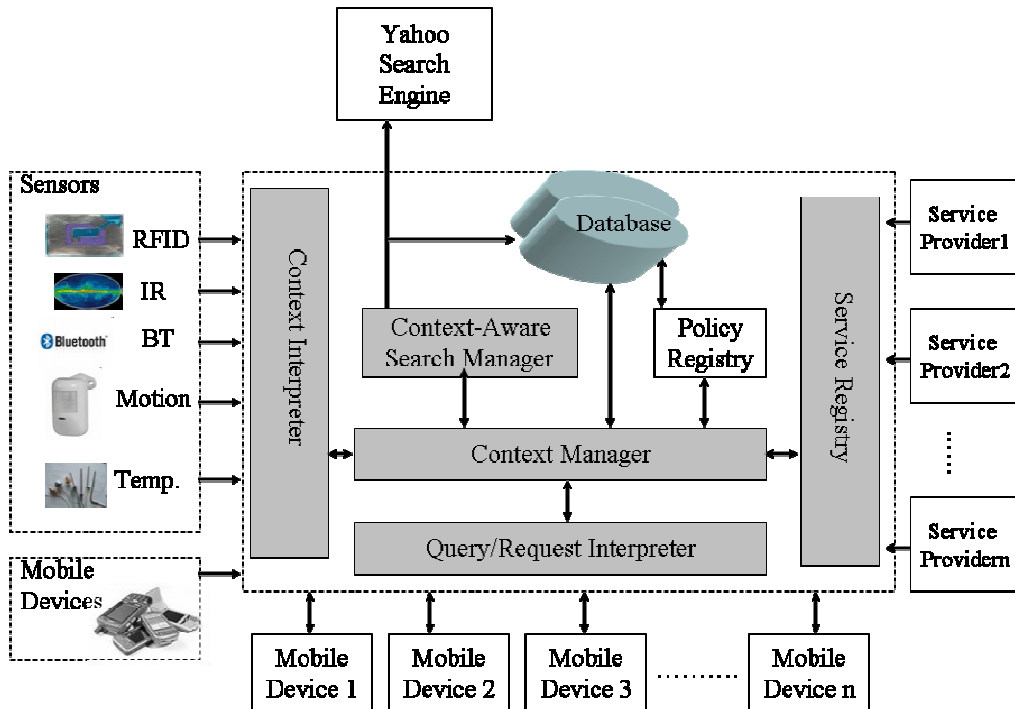 Yahoo
Search
Engine
Sensors
RFID
IR
Bluetooth
BT
Motion
Temp.
Mobile
Devices
Context Interpreter
Database
Context-Aware
Search Manager
Policy
Registry
Context Manager
Query/Request Interpreter
Service Registry
Service
Provider1
Service
Provider2
Service
Providern
Mobile
Device 1
Mobile
Device 2
Mobile
Device 3
Mobile
Device n